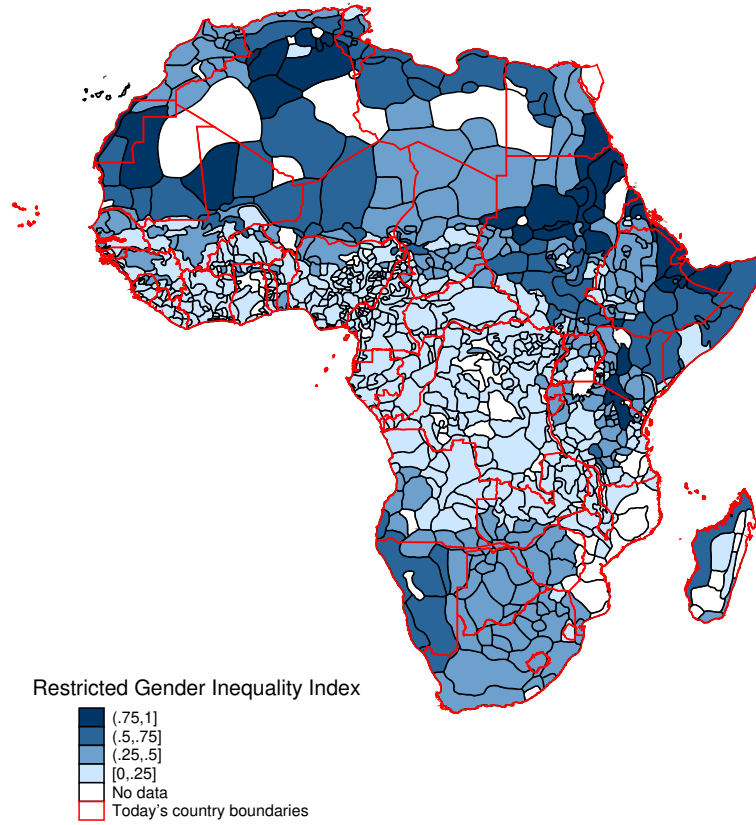 Restricted Gender Inequality Index
(.75,1]
(.5,.75]
(.25,.5]
[0,.25]
No data
Today's country boundaries